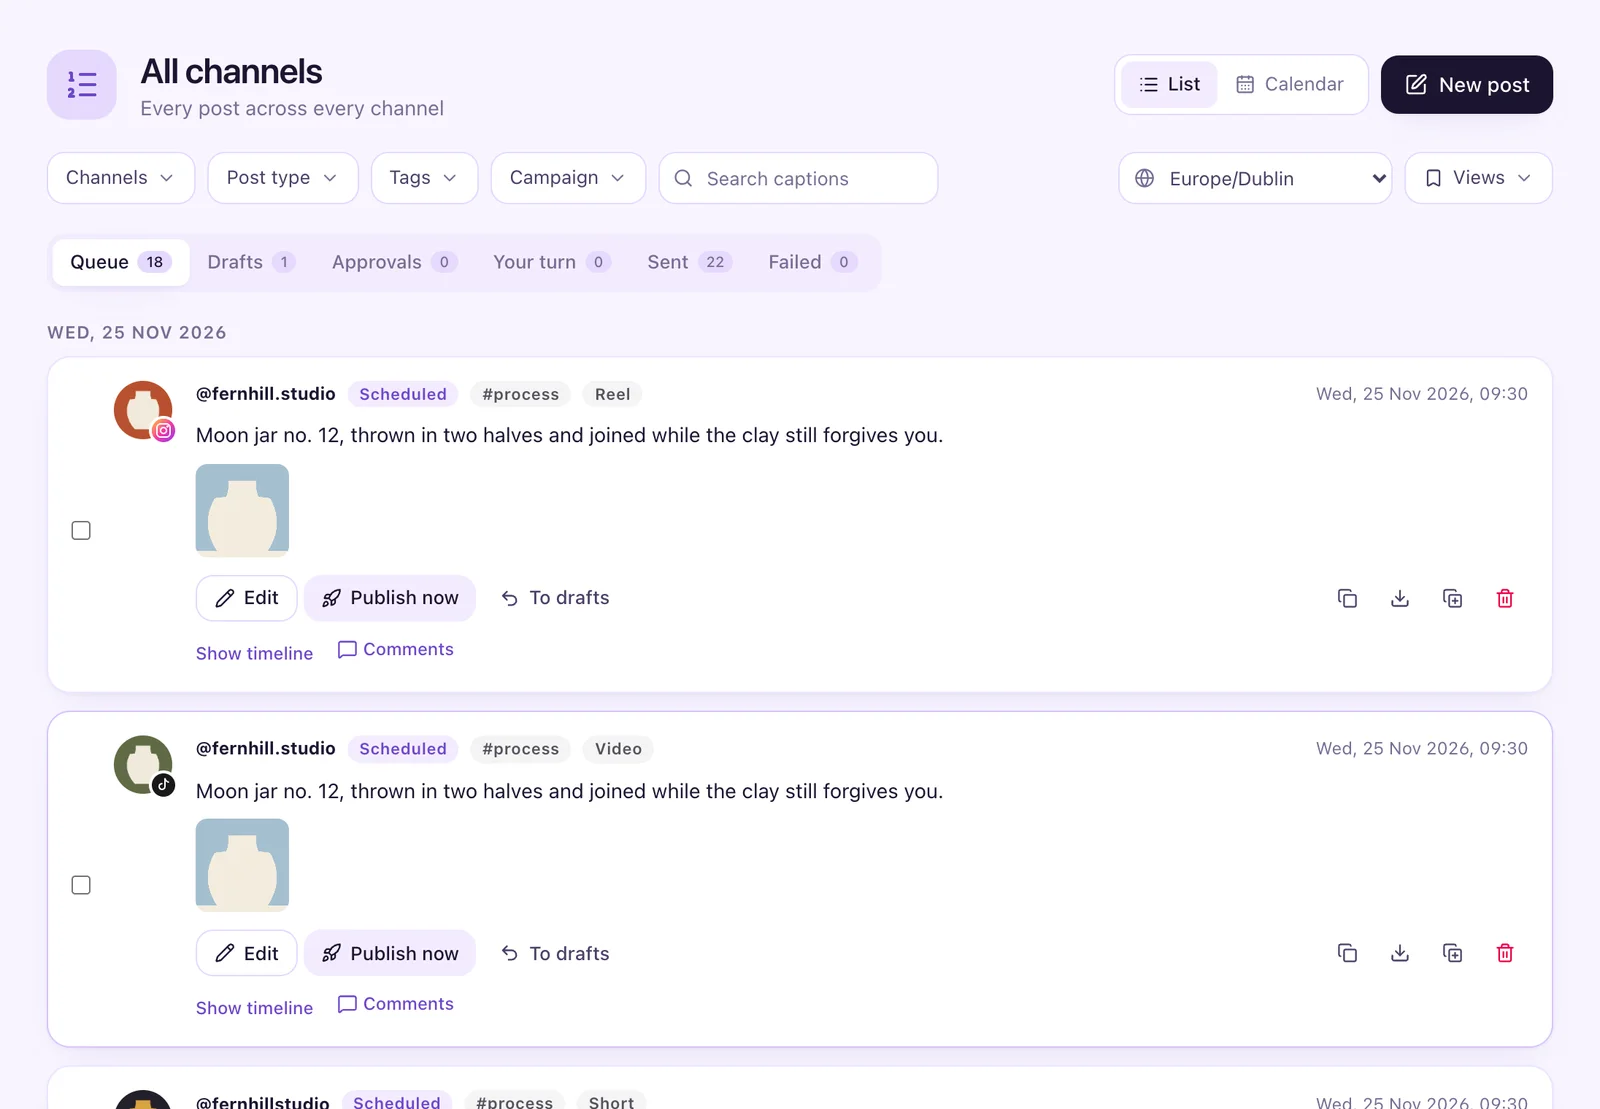 All channels
Every post across every channel
List
Calendar
New post
Channels
Post type
Tags
Campaign
Search captions
Europe/Dublin
Views
Queue 18
Drafts 1
Approvals 0
Your turn 0
Sent 22
Failed 0
WED, 25 NOV 2026
@fernhill.studio Scheduled #process Reel Wed, 25 Nov 2026, 09:30
Moon jar no. 12, thrown in two halves and joined while the clay still forgives you.
Edit
Publish now
To drafts
Show timeline
Comments
@fernhill.studio Scheduled #process Video Wed, 25 Nov 2026, 09:30
Moon jar no. 12, thrown in two halves and joined while the clay still forgives you.
Edit
Publish now
To drafts
Show timeline
Comments
@fernhillstudio Scheduled #process Short Wed, 25 Nov 2026, 09:30